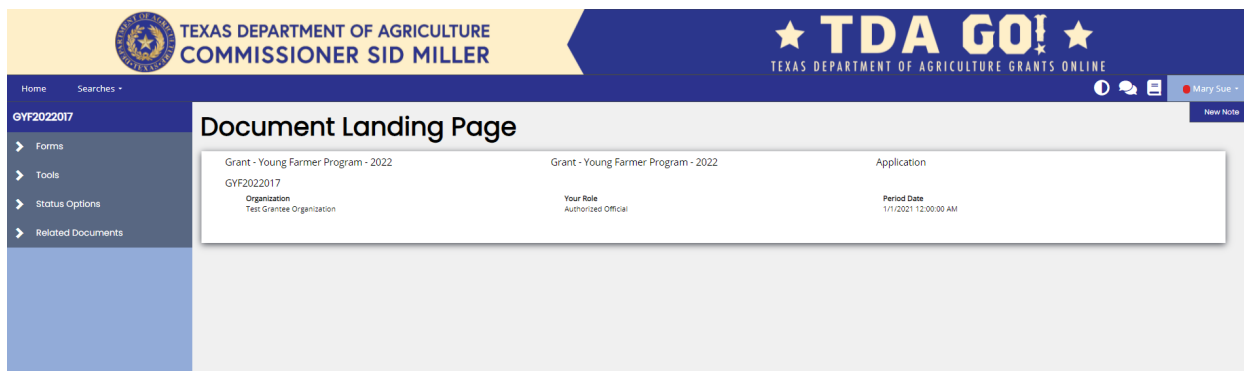 TEXAS DEPARTMENT OF AGRICULTURE
COMMISSIONER SID MILLER
TDA GO!
TEXAS DEPARTMENT OF AGRICULTURE GRANTS ONLINE
Home Searches
Mary Sue
GYF2022017
New Note
Document Landing Page
Forms
Tools
Status Options
Related Documents
Grant - Young Farmer Program - 2022 Grant - Young Farmer Program - 2022 Application
GYF2022017
Organization Your Role Period Date
Test Grantee Organization Authorized Official 1/1/2021 12:00:00 AM